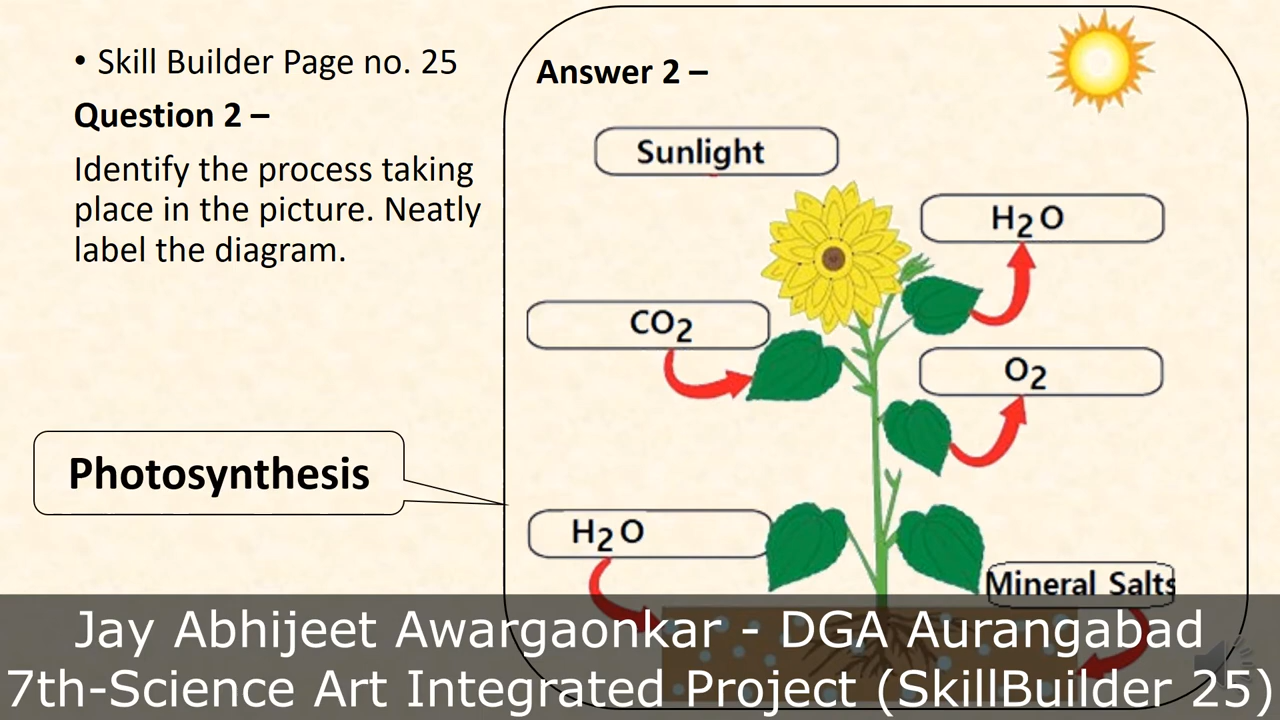 • Skill Builder Page no. 25
Question 2 –
Identify the process taking
place in the picture. Neatly
label the diagram.
Photosynthesis
Answer 2 –
Sunlight
H2O
CO2
O2
H2O
Mineral Salts
Jay Abhijeet Awargaonkar - DGA Aurangabad
7th-Science Art Integrated Project (SkillBuilder 25)